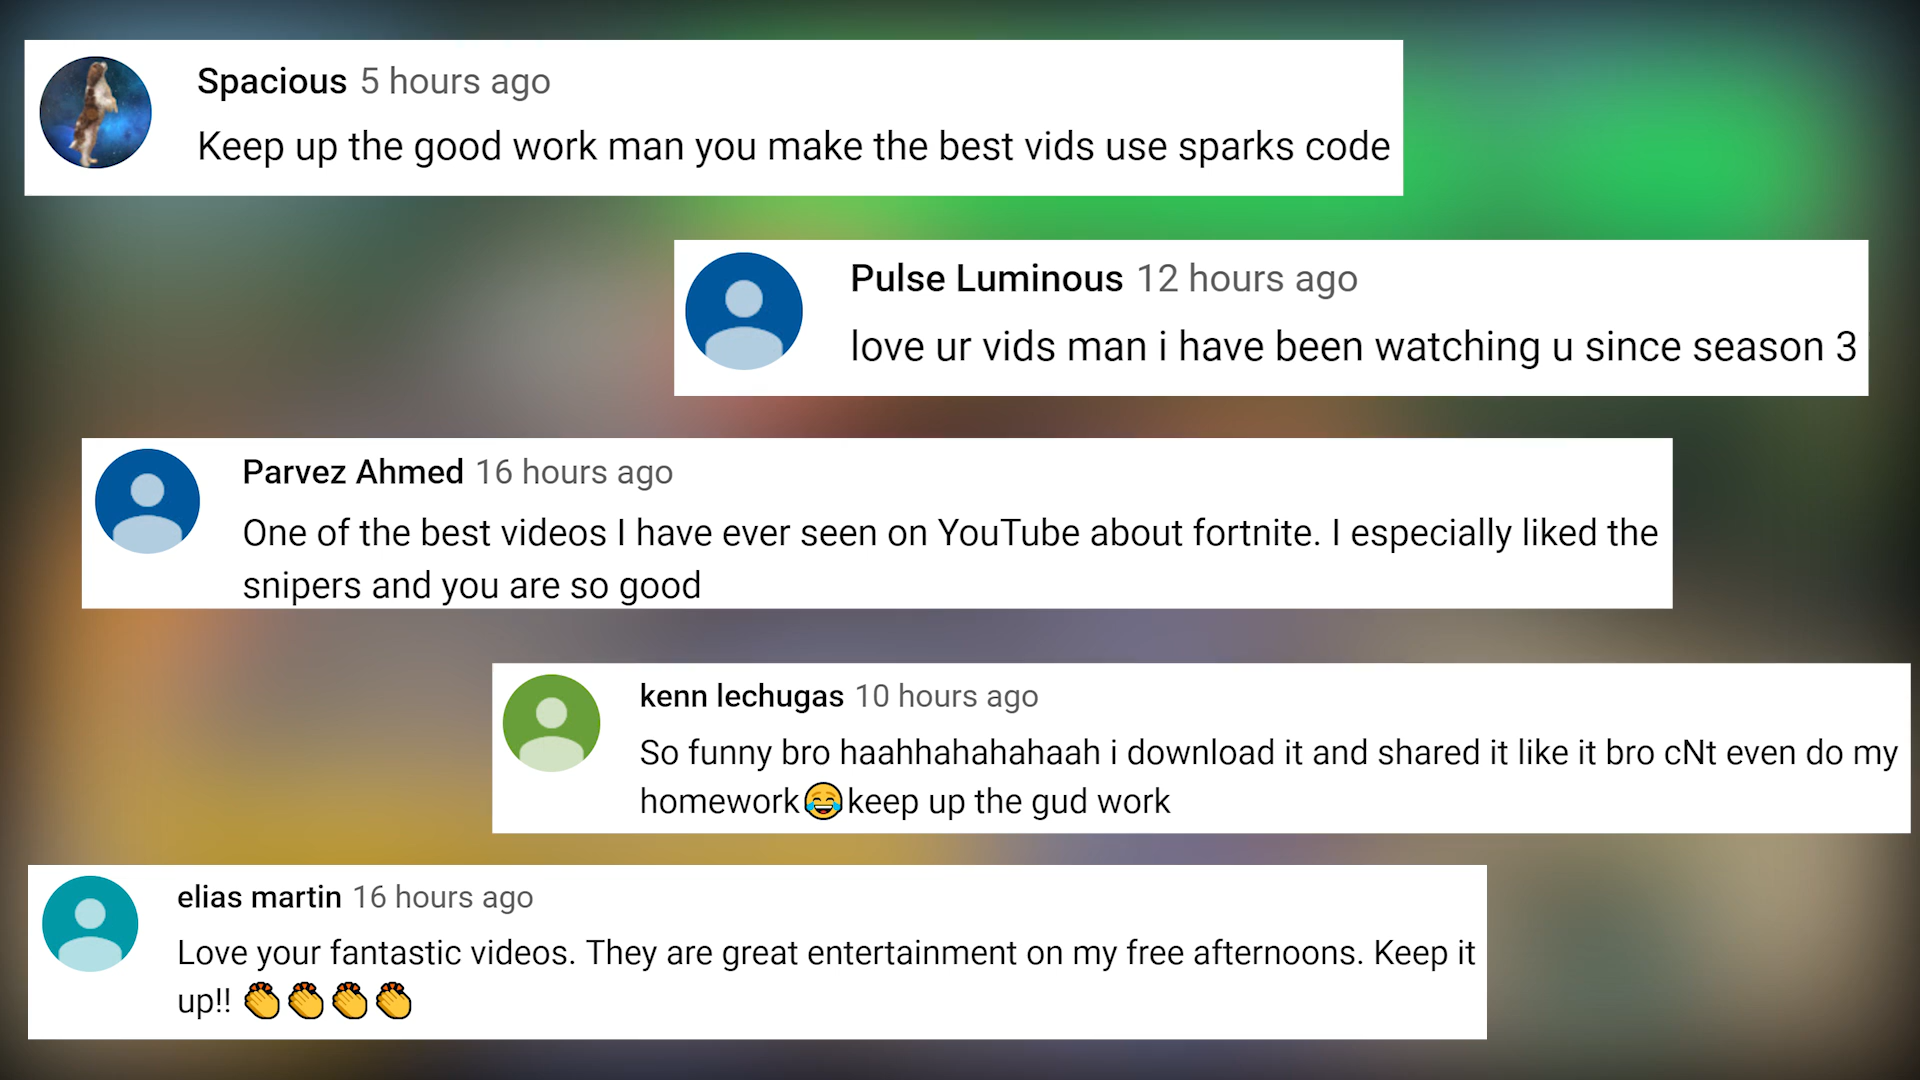 Spacious 5 hours ago
Keep up the good work man you make the best vids use sparks code
Pulse Luminous 12 hours ago
love ur vids man i have been watching u since season 3
Parvez Ahmed 16 hours ago
One of the best videos I have ever seen on YouTube about fortnite. I especially liked the
snipers and you are so good
kenn lechugas 10 hours ago
So funny bro haahhahahahaah i download it and shared it like it bro cNt even do my
homework😂keep up the gud work
elias martin 16 hours ago
Love your fantastic videos. They are great entertainment on my free afternoons. Keep it
up!! 👏👏👏👏